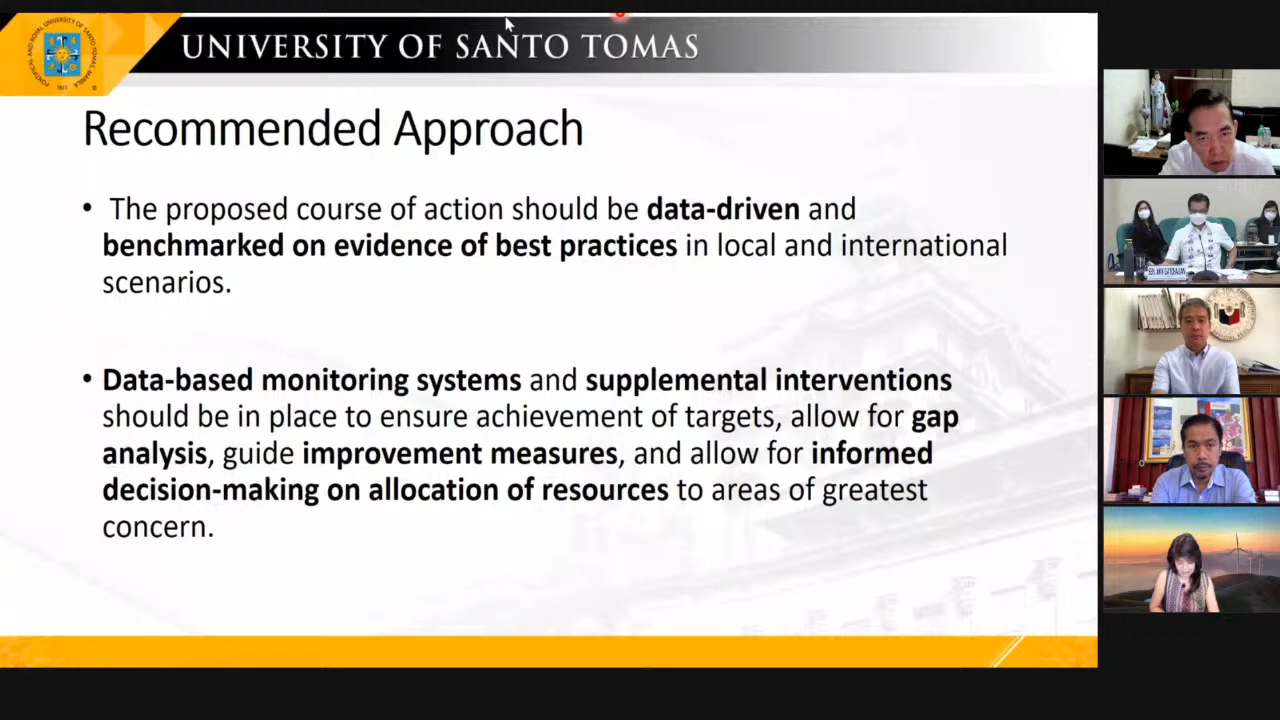 UNIVERSITY OF SANTO TOMAS
Recommended Approach
• The proposed course of action should be data-driven and
benchmarked on evidence of best practices in local and international
scenarios.
• Data-based monitoring systems and supplemental interventions
should be in place to ensure achievement of targets, allow for gap
analysis, guide improvement measures, and allow for informed
decision-making on allocation of resources to areas of greatest
concern.
SEN. WIN GATCHALIAN